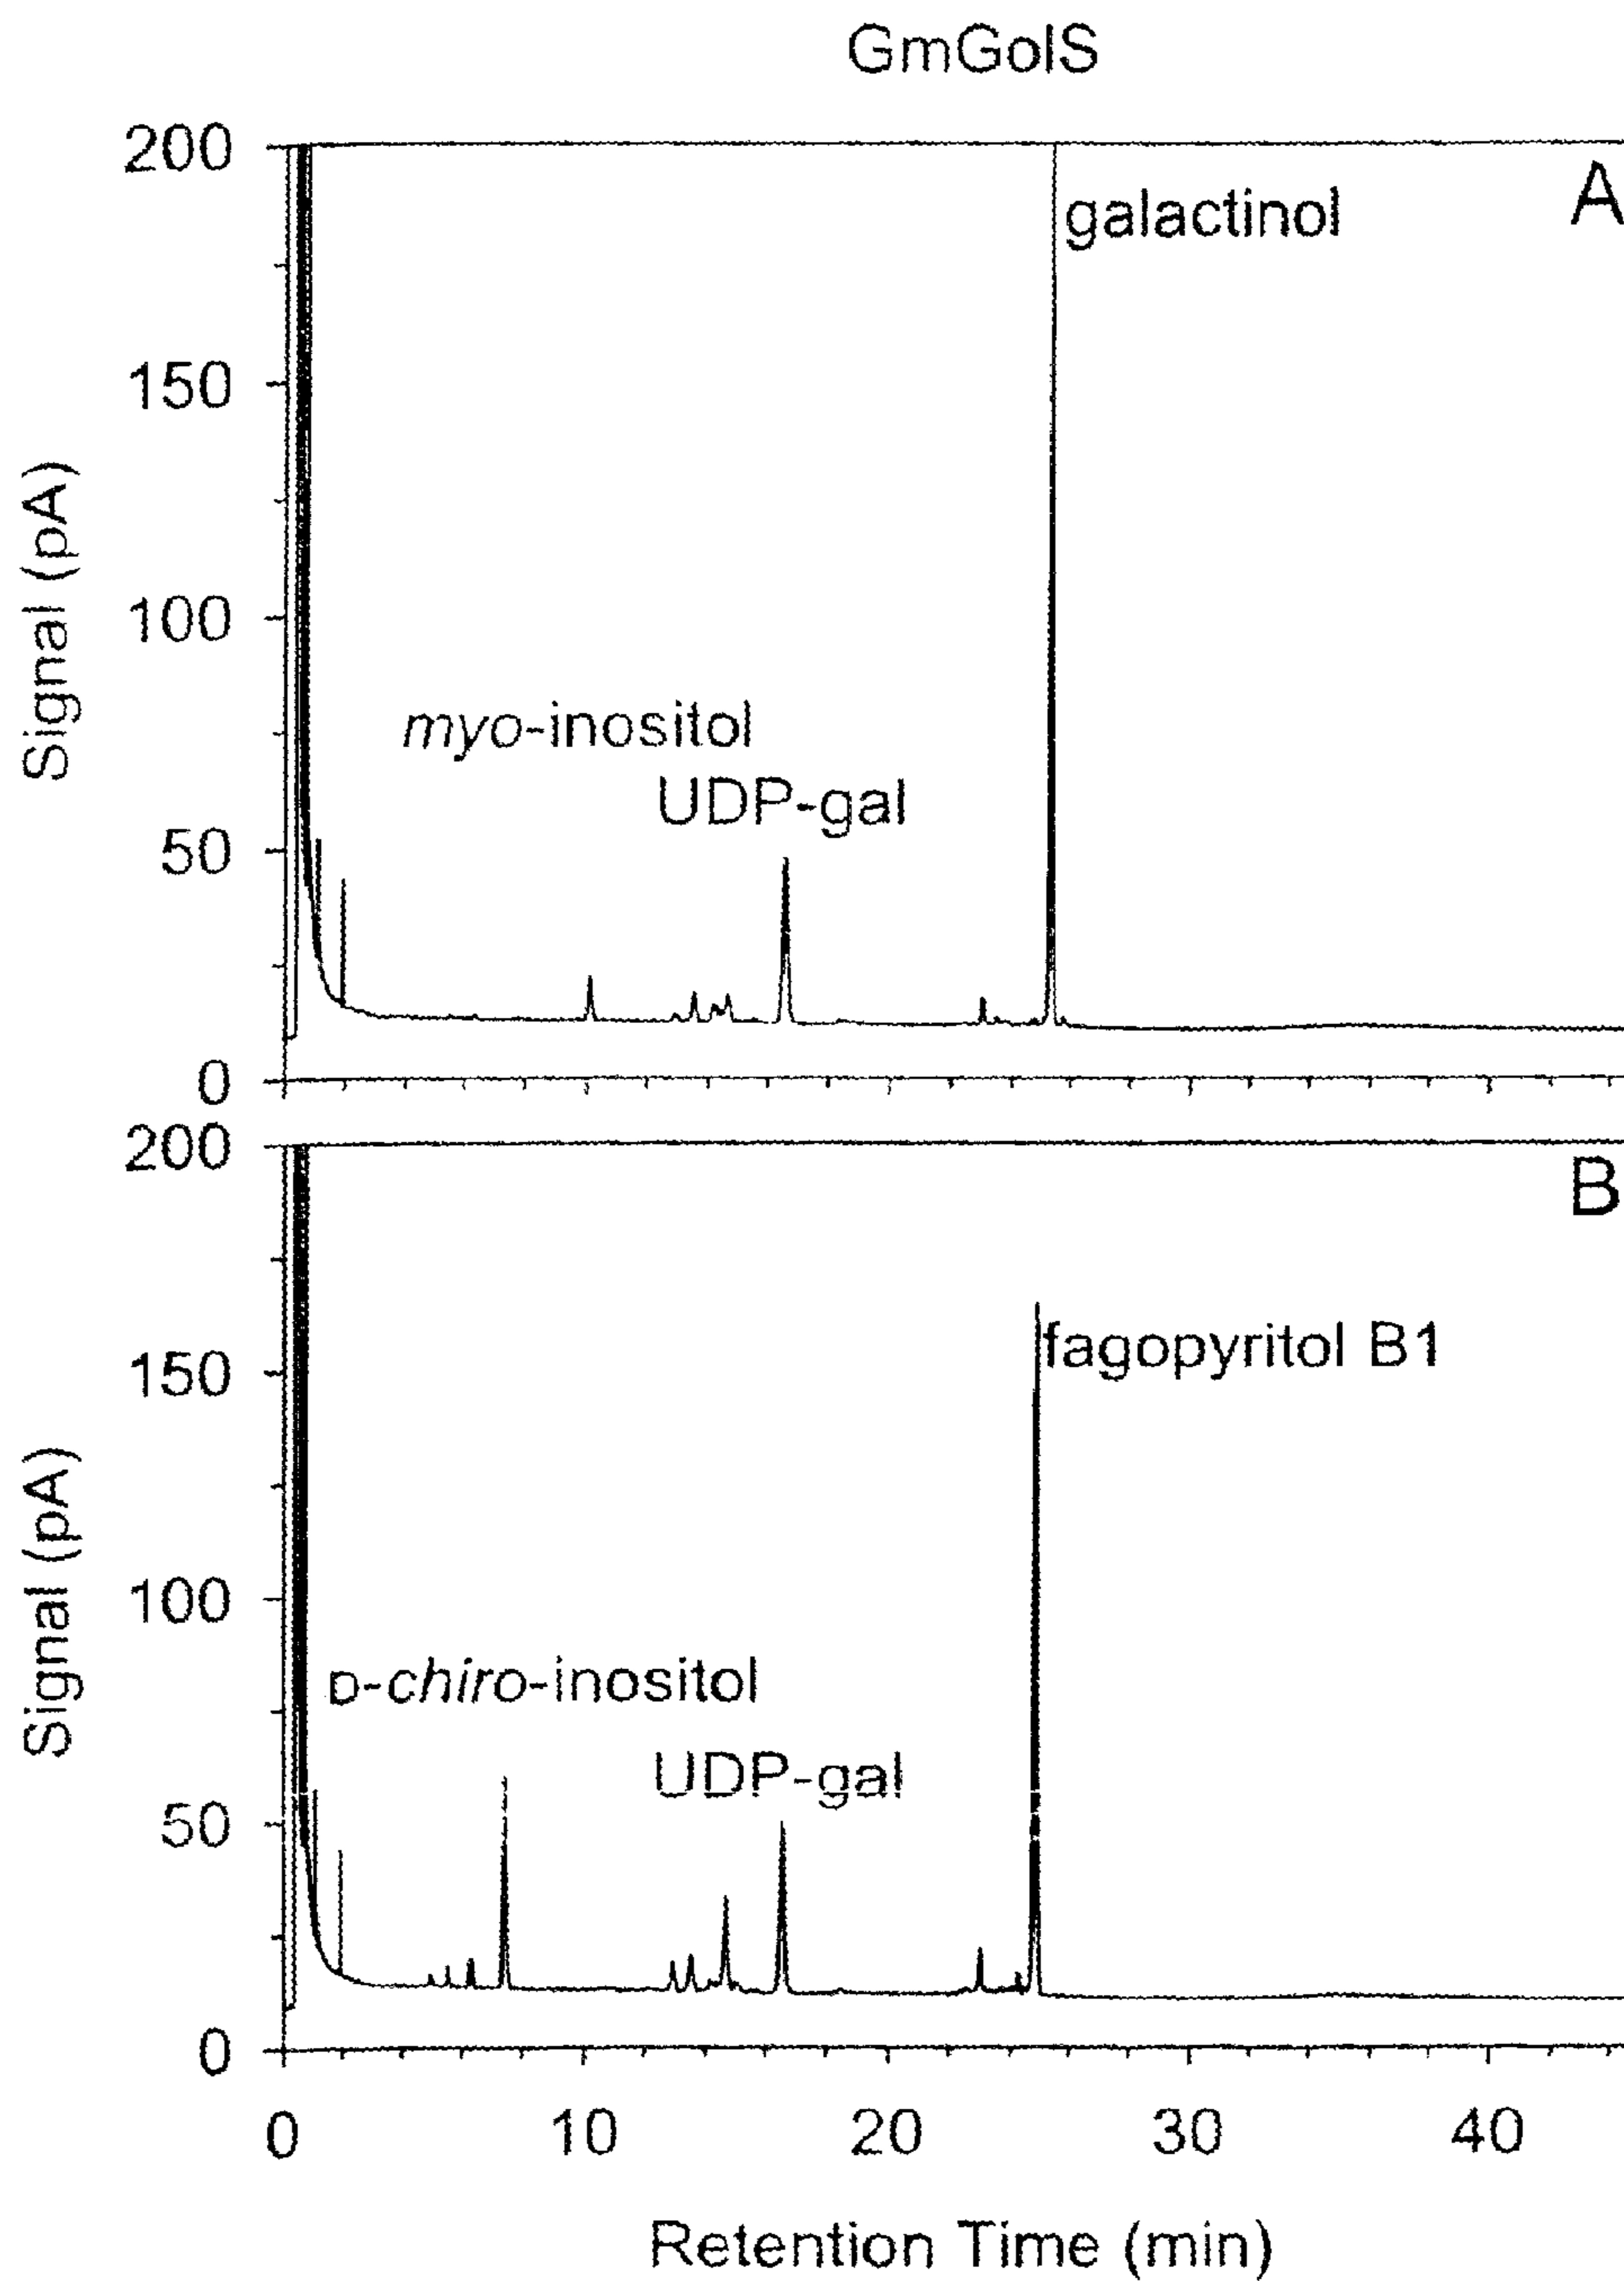 GmGolS
200
A
galactinol
150
Signal (pA)
100
myo-inositol
UDP-gal
50
0
200
B
fagopyritol B1
150
Signal (pA)
100
D-chiro-inositol
UDP-gal
50
0
0 10 20 30 40
Retention Time (min)